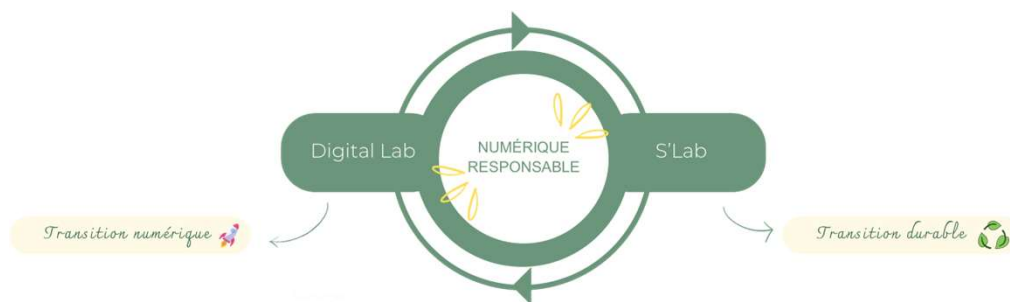 Digital Lab
NUMÉRIQUE
RESPONSABLE
S'Lab
Transition numérique
Transition durable